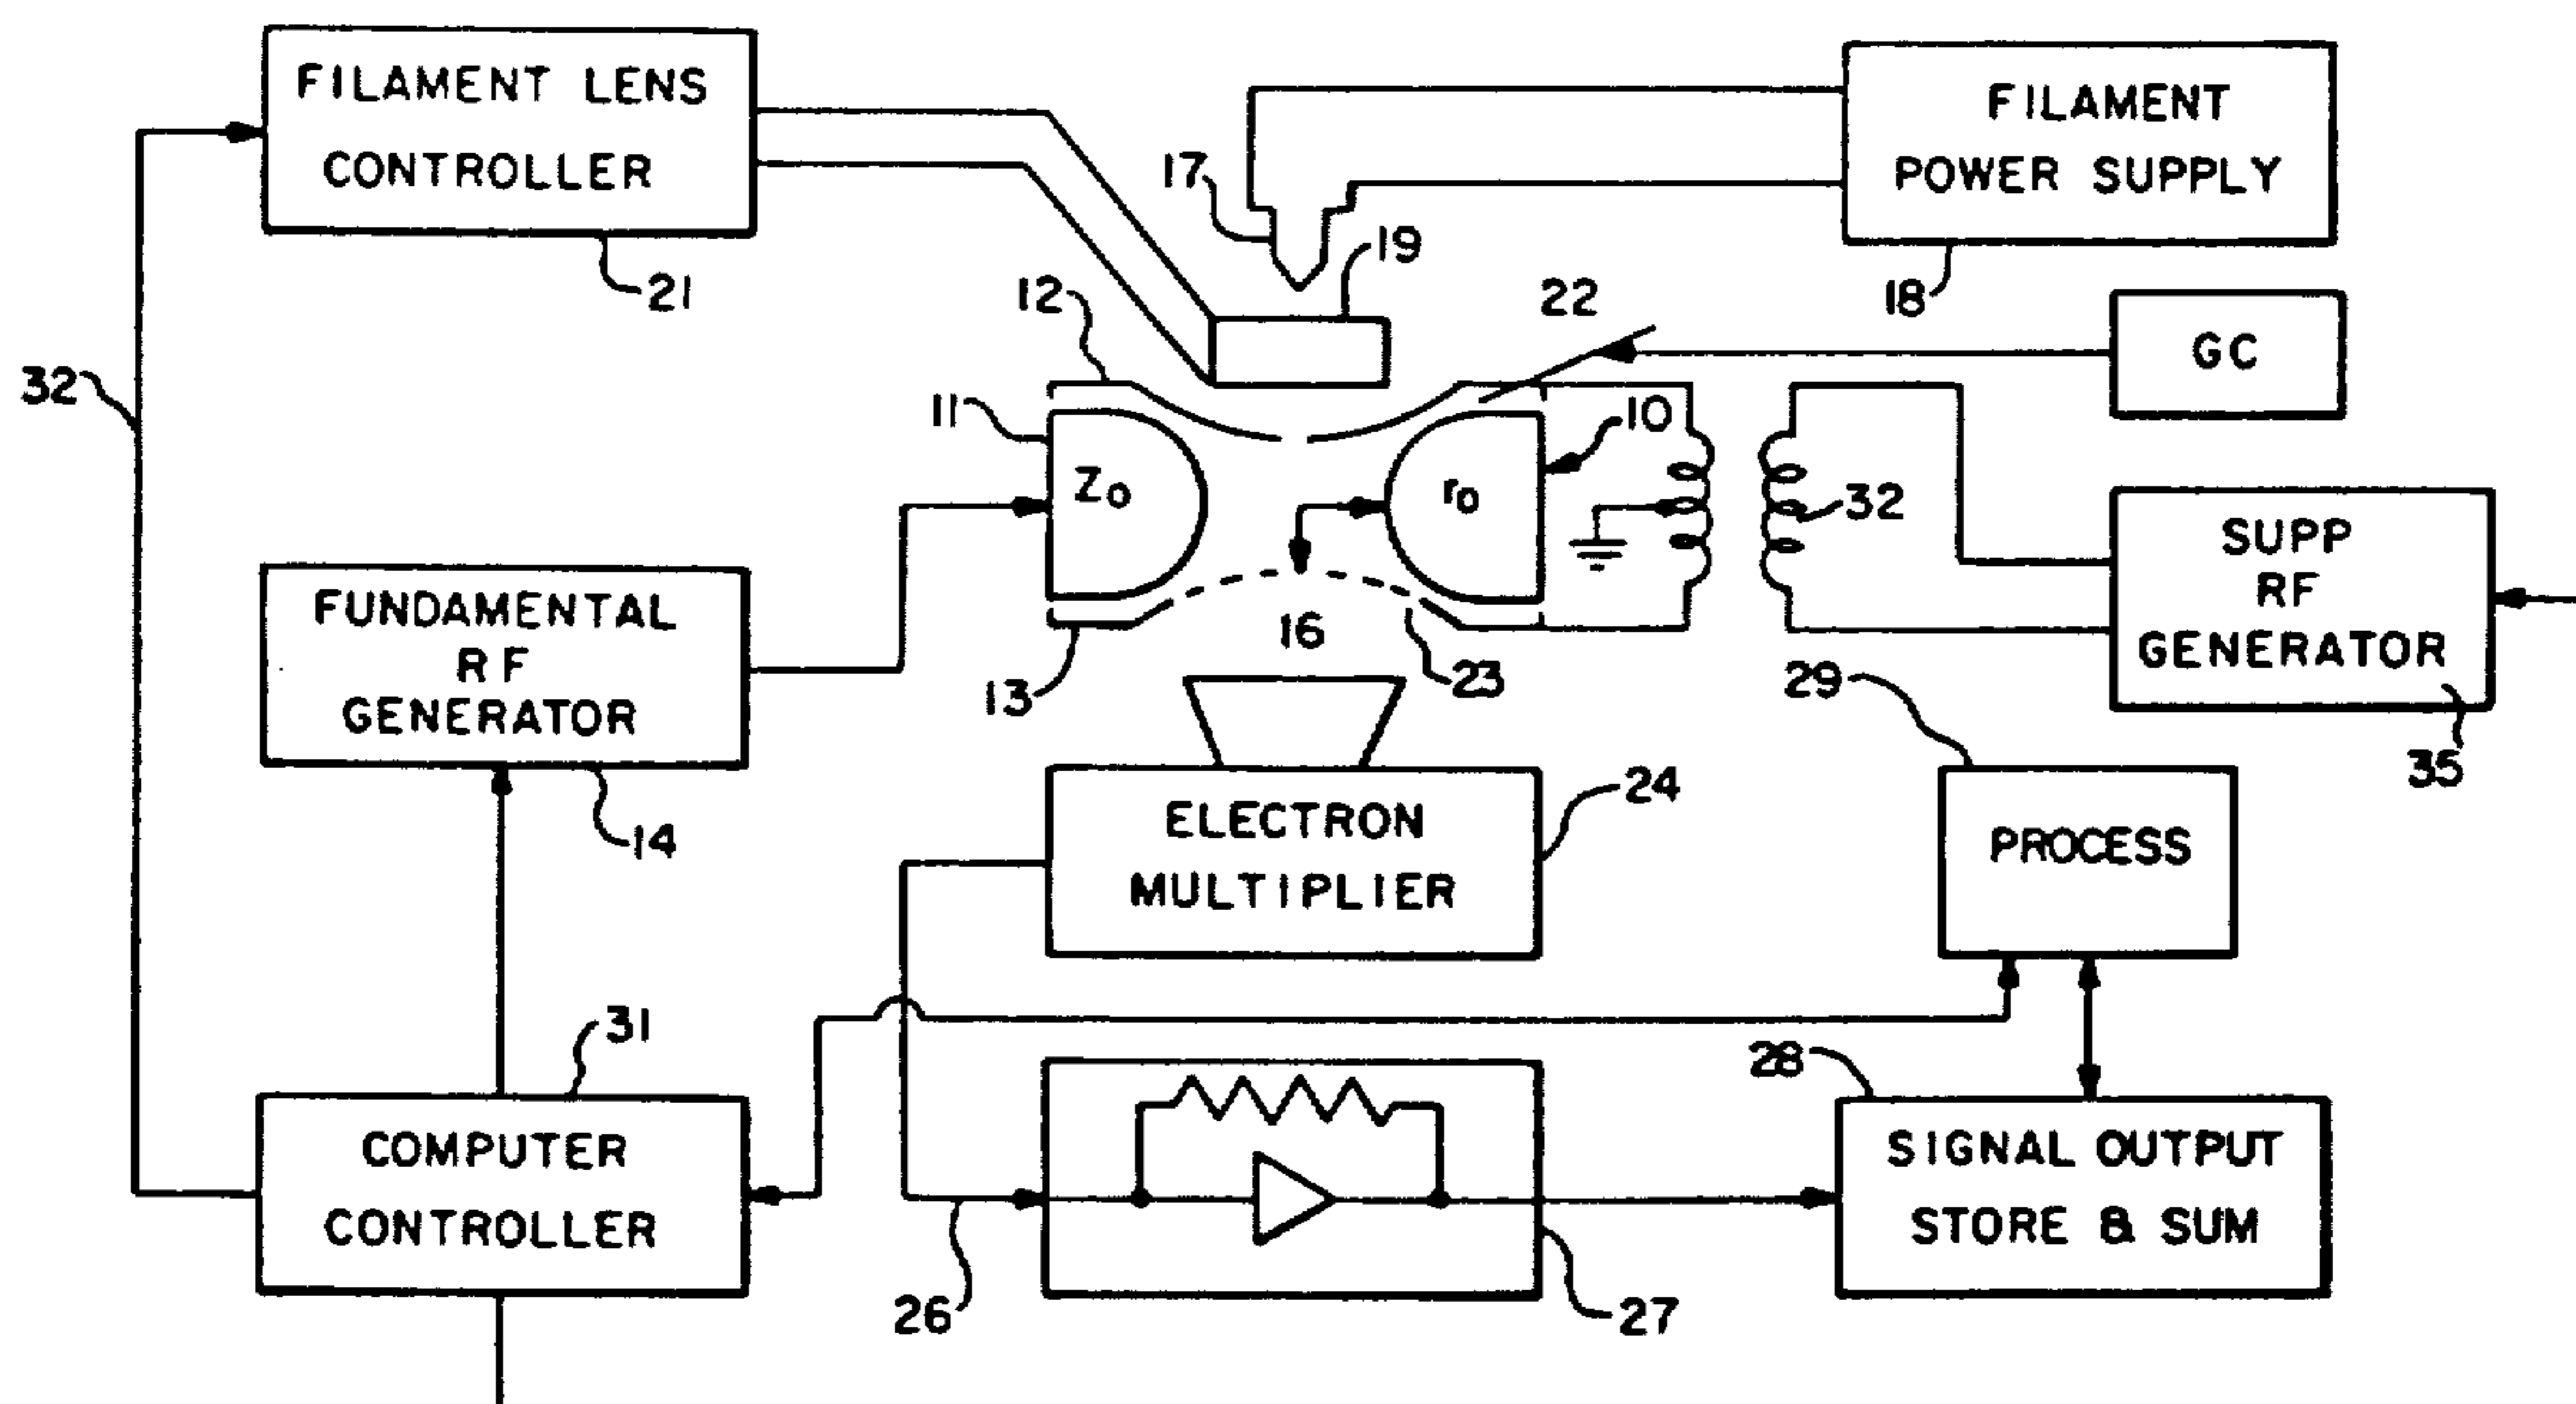 FILAMENT LENS
CONTROLLER
21
FILAMENT
POWER SUPPLY
18
17
19
12
22
GC
32
11
10
Zo
ro
32
SUPP
RF
GENERATOR
35
FUNDAMENTAL
RF
GENERATOR
14
13
16
23
29
ELECTRON
MULTIPLIER
24
PROCESS
31
28
COMPUTER
CONTROLLER
26
27
SIGNAL OUTPUT
STORE & SUM